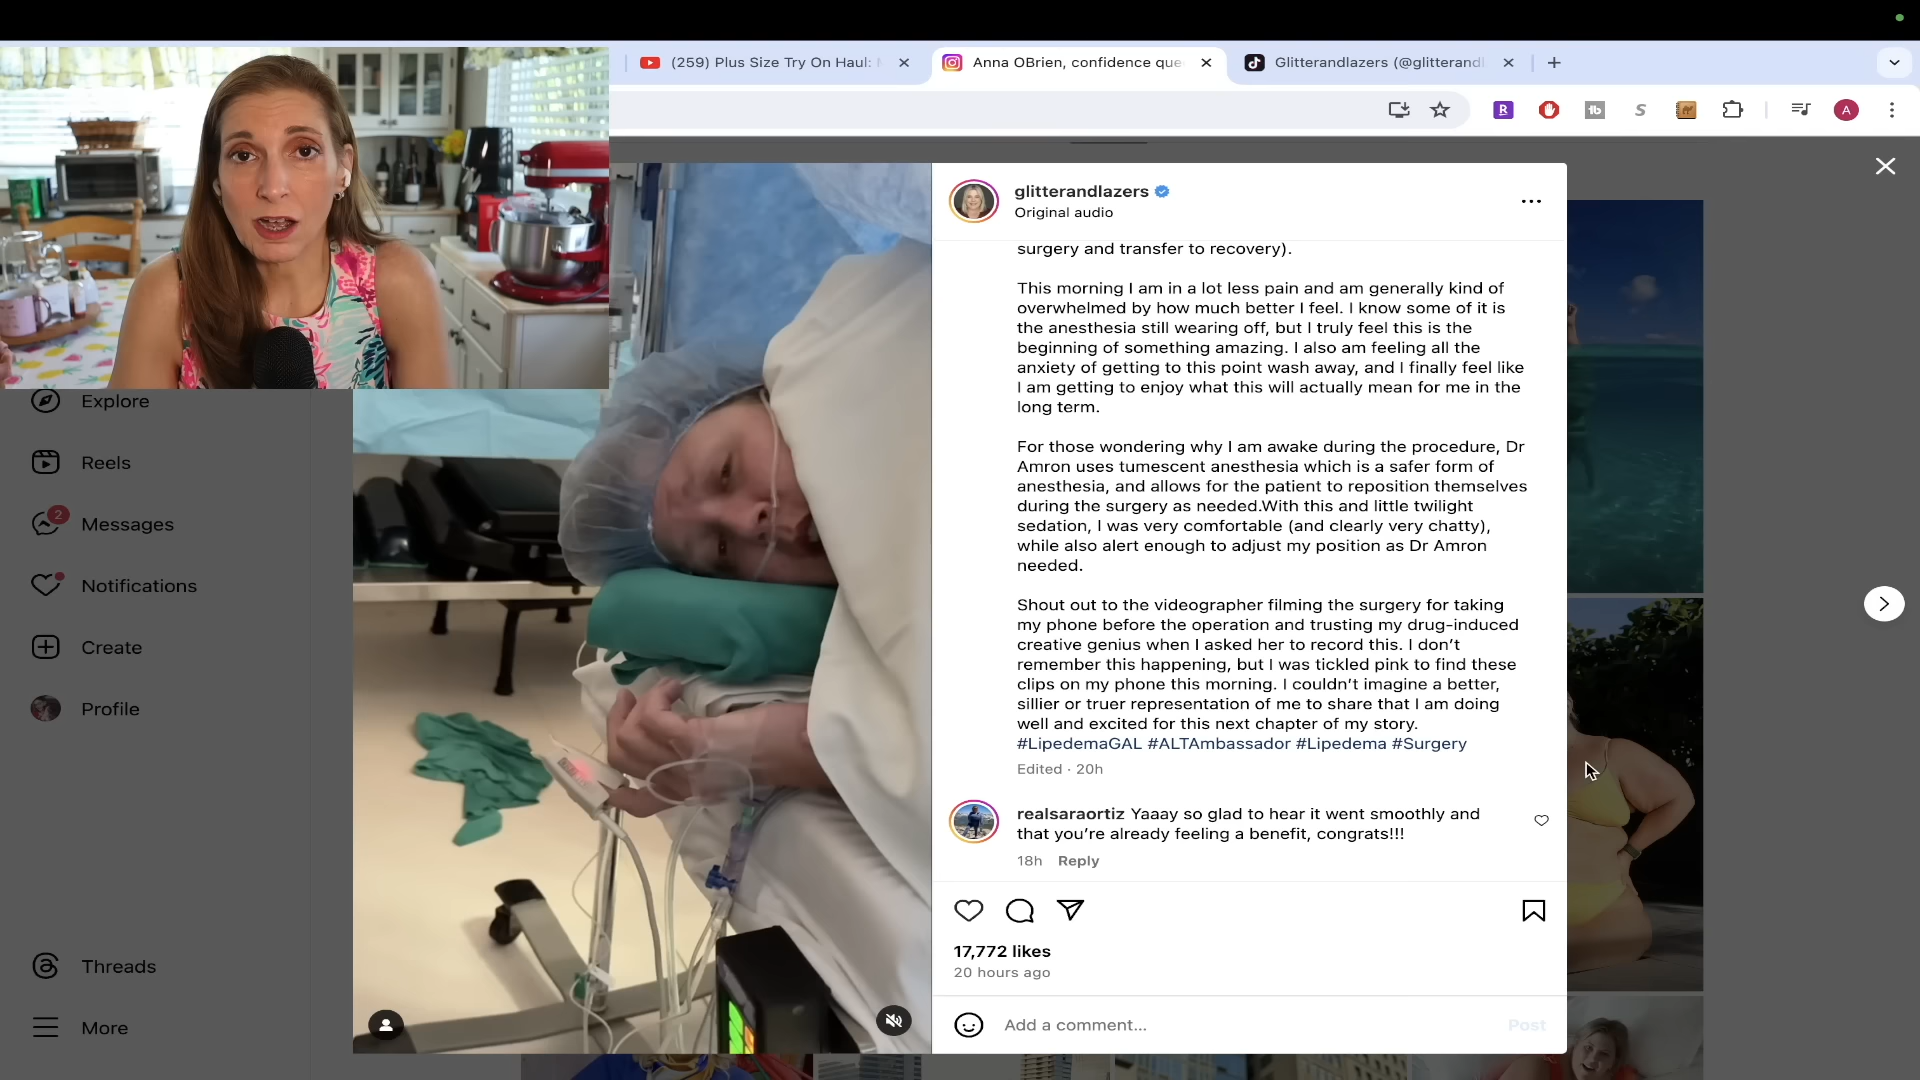 (259) Plus Size Try On Haul:
Anna OBrien, confidence que
Glitterandlazers (@glitterandl
A
glitterandlazers
Original audio
surgery and transfer to recovery).
This morning I am in a lot less pain and am generally kind of
overwhelmed by how much better I feel. I know some of it is
the anesthesia still wearing off, but I truly feel this is the
beginning of something amazing. I also am feeling all the
anxiety of getting to this point wash away, and I finally feel like
I am getting to enjoy what this will actually mean for me in the
long term.
For those wondering why I am awake during the procedure, Dr
Amron uses tumescent anesthesia which is a safer form of
anesthesia, and allows for the patient to reposition themselves
during the surgery as needed.With this and little twilight
sedation, I was very comfortable (and clearly very chatty),
while also alert enough to adjust my position as Dr Amron
needed.
Shout out to the videographer filming the surgery for taking
my phone before the operation and trusting my drug-induced
creative genius when I asked her to record this. I don't
remember this happening, but I was tickled pink to find these
clips on my phone this morning. I couldn't imagine a better,
sillier or truer representation of me to share that I am doing
well and excited for this next chapter of my story.
#LipedemaGAL #ALTAmbassador #Lipedema #Surgery
Edited · 20h
realsaraortiz Yaaay so glad to hear it went smoothly and
that you're already feeling a benefit, congrats!!!
18h Reply
17,772 likes
20 hours ago
Add a comment...
Post
Explore
Reels
2
Messages
Notifications
Create
Profile
Threads
More